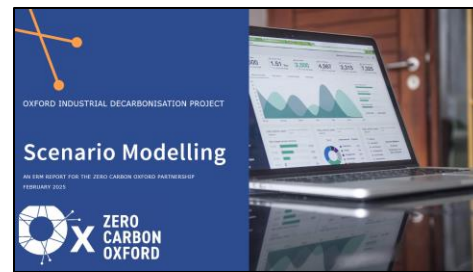 OXFORD INDUSTRIAL DECARBONISATION PROJECT
Scenario Modelling
AN ERM REPORT FOR THE ZERO CARBON OXFORD PARTNERSHIP
FEBRUARY 2025
ZERO
CARBON
OXFORD